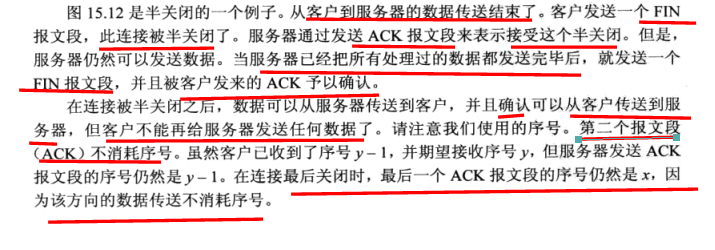 图 15.12 是半关闭的一个例子。从客户到服务器的数据传送结束了。客户发送一个 FIN
报文段，此连接被半关闭了。服务器通过发送 ACK 报文段来表示接受这个半关闭。但是，
服务器仍然可以发送数据。当服务器已经把所有处理过的数据都发送完毕后，就发送一个
FIN 报文段，并且被客户发来的 ACK 予以确认。
在连接被半关闭之后，数据可以从服务器传送到客户，并且确认可以从客户传送到服
务器，但客户不能再给服务器发送任何数据了。请注意我们使用的序号。第二个报文段
（ACK）不消耗序号。虽然客户已收到了序号 y – 1，并期望接收序号 y，但服务器发送 ACK
报文段的序号仍然是 y – 1。在连接最后关闭时，最后一个 ACK 报文段的序号仍然是 x，因
为该方向的数据传送不消耗序号。